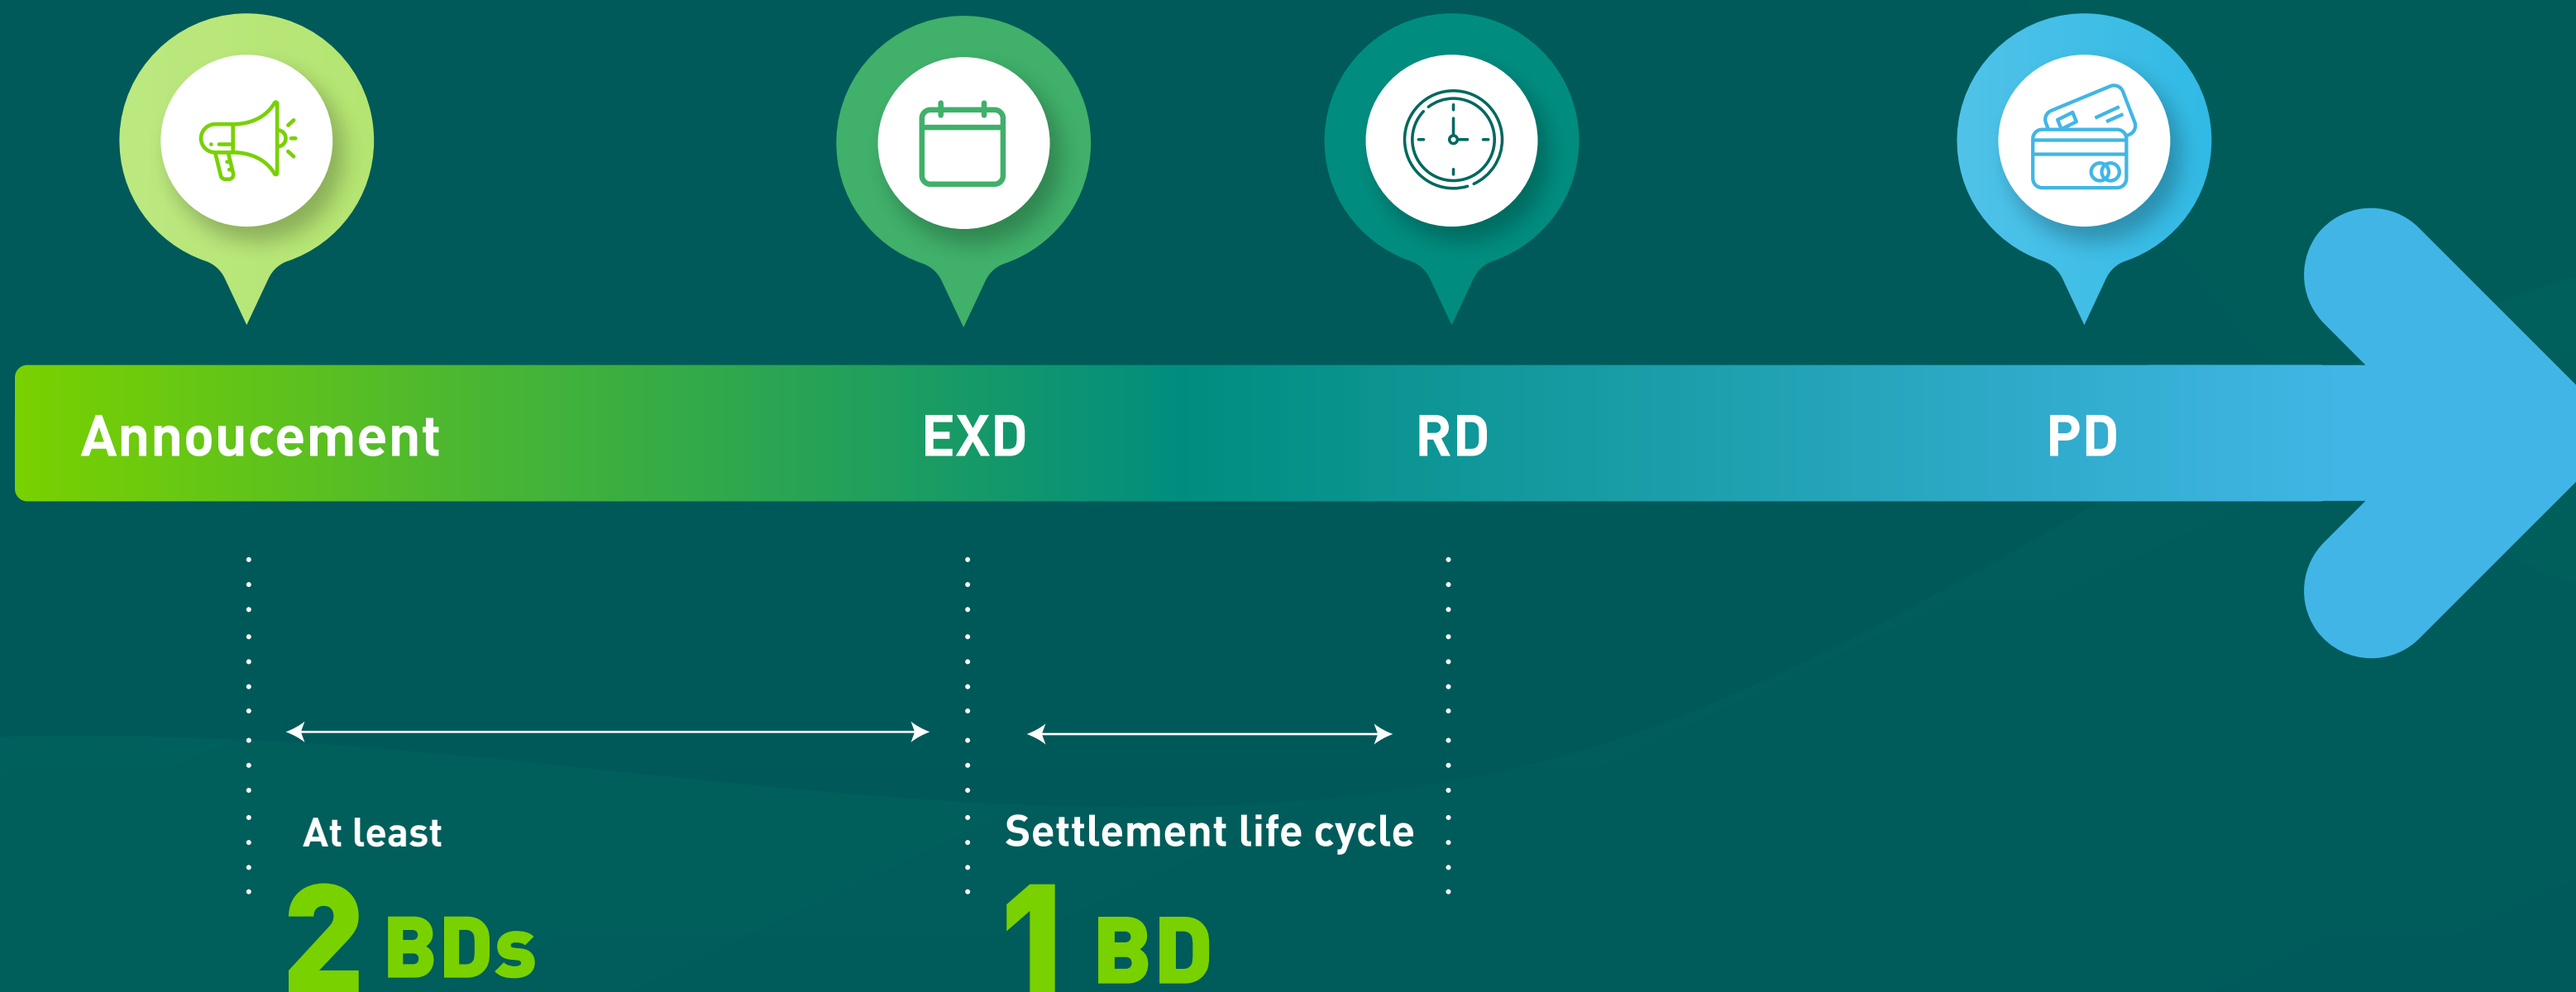 Annoucement EXD RD PD
At least
2 BDs
Settlement life cycle
1 BD